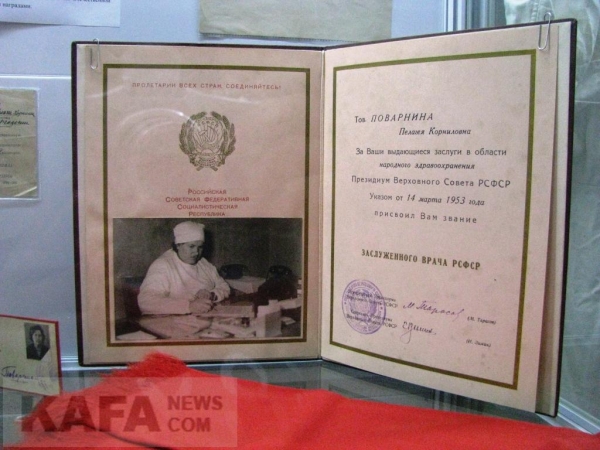 ПРОЛЕТАРИИ ВСЕХ СТРАН, СОЕДИНЯЙТЕСЬ!
РОССИЙСКАЯ
СОВЕТСКАЯ ФЕДЕРАТИВНАЯ
СОЦИАЛИСТИЧЕСКАЯ
РЕСПУБЛИКА
Тов ПОВАРНИНА
Пелагея Корниловна
За Ваши выдающиеся заслуги в области
народного здравоохранения
Президиум Верховного Совета РСФСР
Указом от 14 марта 1953 года
присвоил Вам звание
ЗАСЛУЖЕННОГО ВРАЧА РСФСР
KAFA NEWS
COM